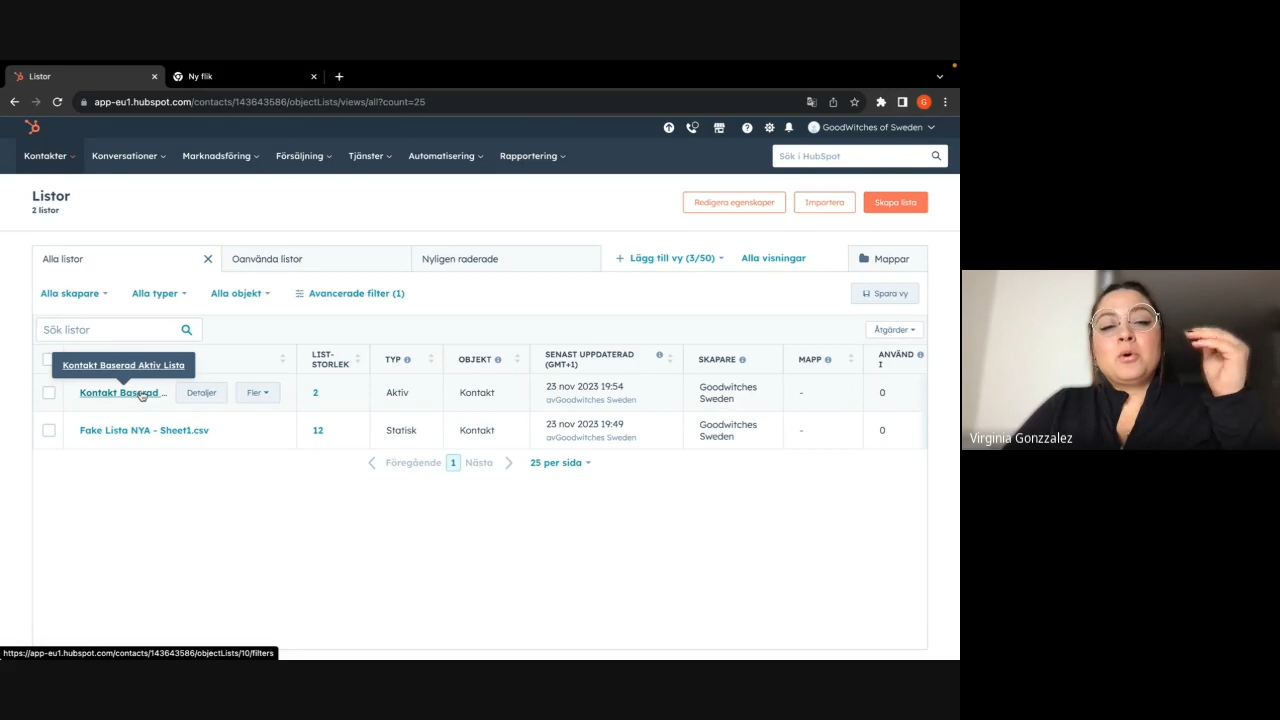 Listor
Ny flik
app-eu1.hubspot.com/contacts/143643586/objectLists/views/all?count=25
G
GoodWitches of Sweden
Kontakter
Konversationer
Marknadsföring
Försäljning
Tjänster
Automatisering
Rapportering
Sök i HubSpot
Listor
2 listor
Redigera egenskaper
Importera
Skapa lista
Alla listor
Oanvända listor
Nyligen raderade
+ Lägg till vy (3/50)
Alla visningar
Mappar
Alla skapare
Alla typer
Alla objekt
Avancerade filter (1)
Spara vy
Sök listor
Åtgärder
Kontakt Baserad Aktiv Lista
LIST-
STORLEK
TYP
OBJEKT
SENAST UPPDATERAD
(GMT+1)
SKAPARE
MAPP
ANVÄND
I
Kontakt Baserad ...
Detaljer
Fler
2
Aktiv
Kontakt
23 nov 2023 19:54
avGoodwitches Sweden
Goodwitches
Sweden
-
0
Fake Lista NYA - Sheet1.csv
12
Statisk
Kontakt
23 nov 2023 19:49
avGoodwitches Sweden
Goodwitches
Sweden
-
0
Föregående
1
Nästa
25 per sida
https://app-eu1.hubspot.com/contacts/143643586/objectLists/10/filters
Virginia Gonzzalez